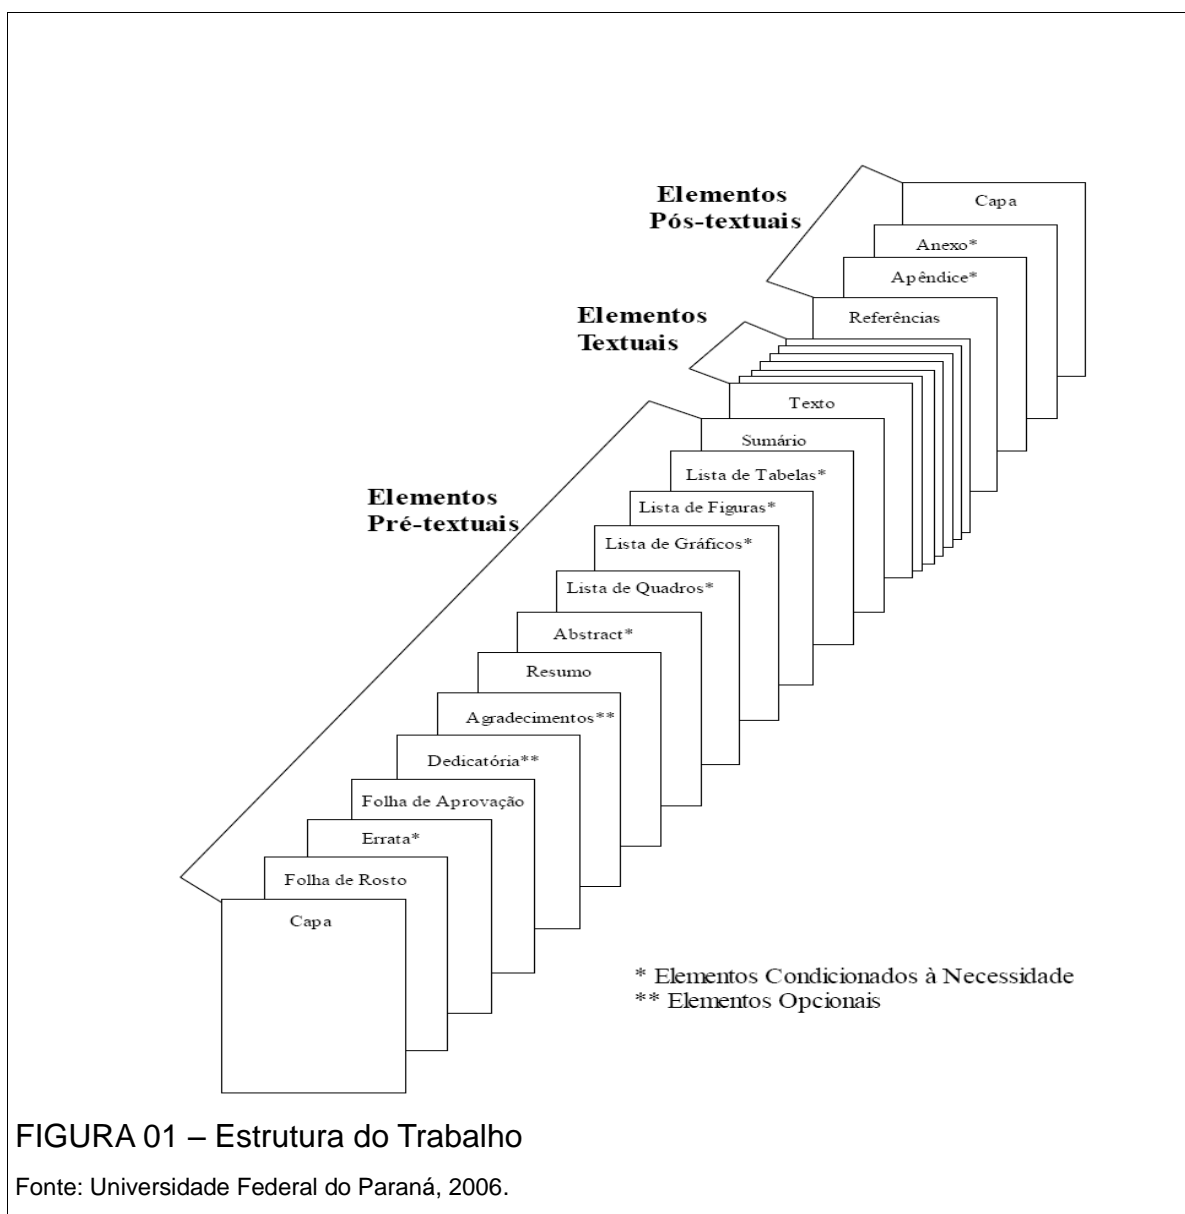 Elementos
Pós-textuais
Capa
Anexo*
Apêndice*
Referências
Elementos
Textuais
Texto
Sumário
Lista de Tabelas*
Elementos
Pré-textuais
Lista de Figuras*
Lista de Gráficos*
Lista de Quadros*
Abstract*
Resumo
Agradecimentos**
Dedicatória**
Folha de Aprovação
Errata*
Folha de Rosto
Capa
* Elementos Condicionados à Necessidade
** Elementos Opcionais
FIGURA 01 – Estrutura do Trabalho
Fonte: Universidade Federal do Paraná, 2006.